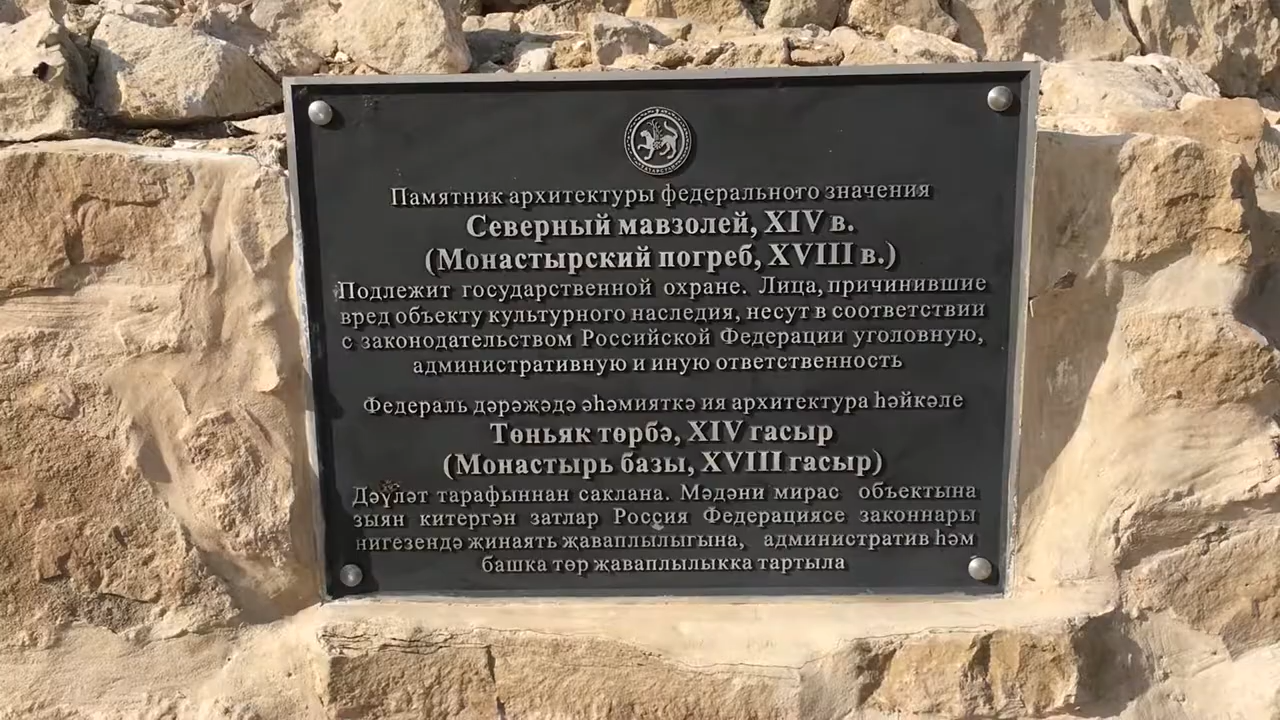 ТАТАРСТАН
Памятник архитектуры федерального значения
Северный мавзолей, XIV в.
(Монастырский погреб, XVIII в.)
Подлежит государственной охране. Лица, причинившие
вред объекту культурного наследия, несут в соответствии
с законодательством Российской Федерации уголовную,
административную и иную ответственность
Федераль дәрәҗәдә әһәмияткә ия архитектура һәйкәле
Төньяк төрбә, XIV гасыр
(Монастырь базы, XVIII гасыр)
Дәүләт тарафыннан саклана. Мәдәни мирас объектына
зыян китергән затлар Россия Федерациясе законнары
нигезендә җинаять җаваплылыгына, административ һәм
башка төр җаваплылыкка тартыла